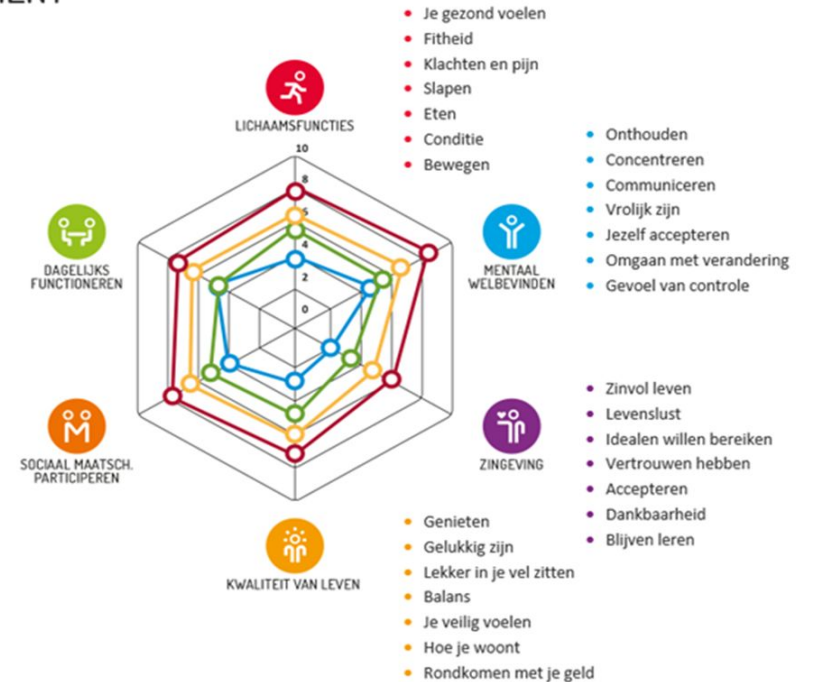 • Je gezond voelen
• Fitheid
• Klachten en pijn
• Slapen
• Eten
• Conditie
• Bewegen
LICHAAMSFUNCTIES
10
8
6
4
2
0
• Onthouden
• Concentreren
• Communiceren
• Vrolijk zijn
• Jezelf accepteren
• Omgaan met verandering
• Gevoel van controle
MENTAAL
WELBEVINDEN
DAGELIJKS
FUNCTIONEREN
• Zinvol leven
• Levenslust
• Idealen willen bereiken
• Vertrouwen hebben
• Accepteren
• Dankbaarheid
• Blijven leren
ZINGEVING
SOCIAAL MAATSCH.
PARTICIPEREN
KWALITEIT VAN LEVEN
• Genieten
• Gelukkig zijn
• Lekker in je vel zitten
• Balans
• Je veilig voelen
• Hoe je woont
• Rondkomen met je geld